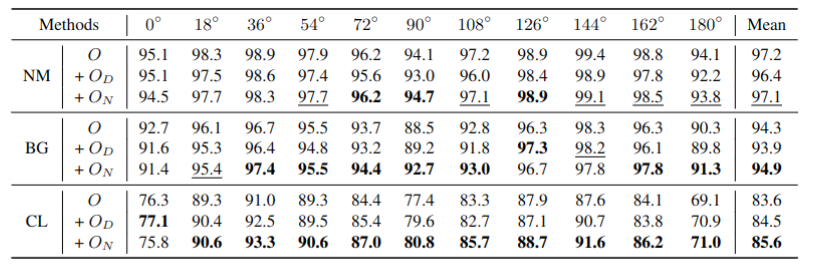 Methods 0° 18° 36° 54° 72° 90° 108° 126° 144° 162° 180° Mean
O 95.1 98.3 98.9 97.9 96.2 94.1 97.2 98.9 99.4 98.8 94.1 97.2
NM + O_D 95.1 97.5 98.6 97.4 95.6 93.0 96.0 98.4 98.9 97.8 92.2 96.4
+ O_N 94.5 97.7 98.3 97.7 96.2 94.7 97.1 98.9 99.1 98.5 93.8 97.1
O 92.7 96.1 96.7 95.5 93.7 88.5 92.8 96.3 98.3 96.3 90.3 94.3
BG + O_D 91.6 95.3 96.4 94.8 93.2 89.2 91.8 97.3 98.2 96.1 89.8 93.9
+ O_N 91.4 95.4 97.4 95.5 94.4 92.7 93.0 96.7 97.8 97.8 91.3 94.9
O 76.3 89.3 91.0 89.3 84.4 77.4 83.3 87.9 87.6 84.1 69.1 83.6
CL + O_D 77.1 90.4 92.5 89.5 85.4 79.6 82.7 87.1 90.7 83.8 70.9 84.5
+ O_N 75.8 90.6 93.3 90.6 87.0 80.8 85.7 88.7 91.6 86.2 71.0 85.6